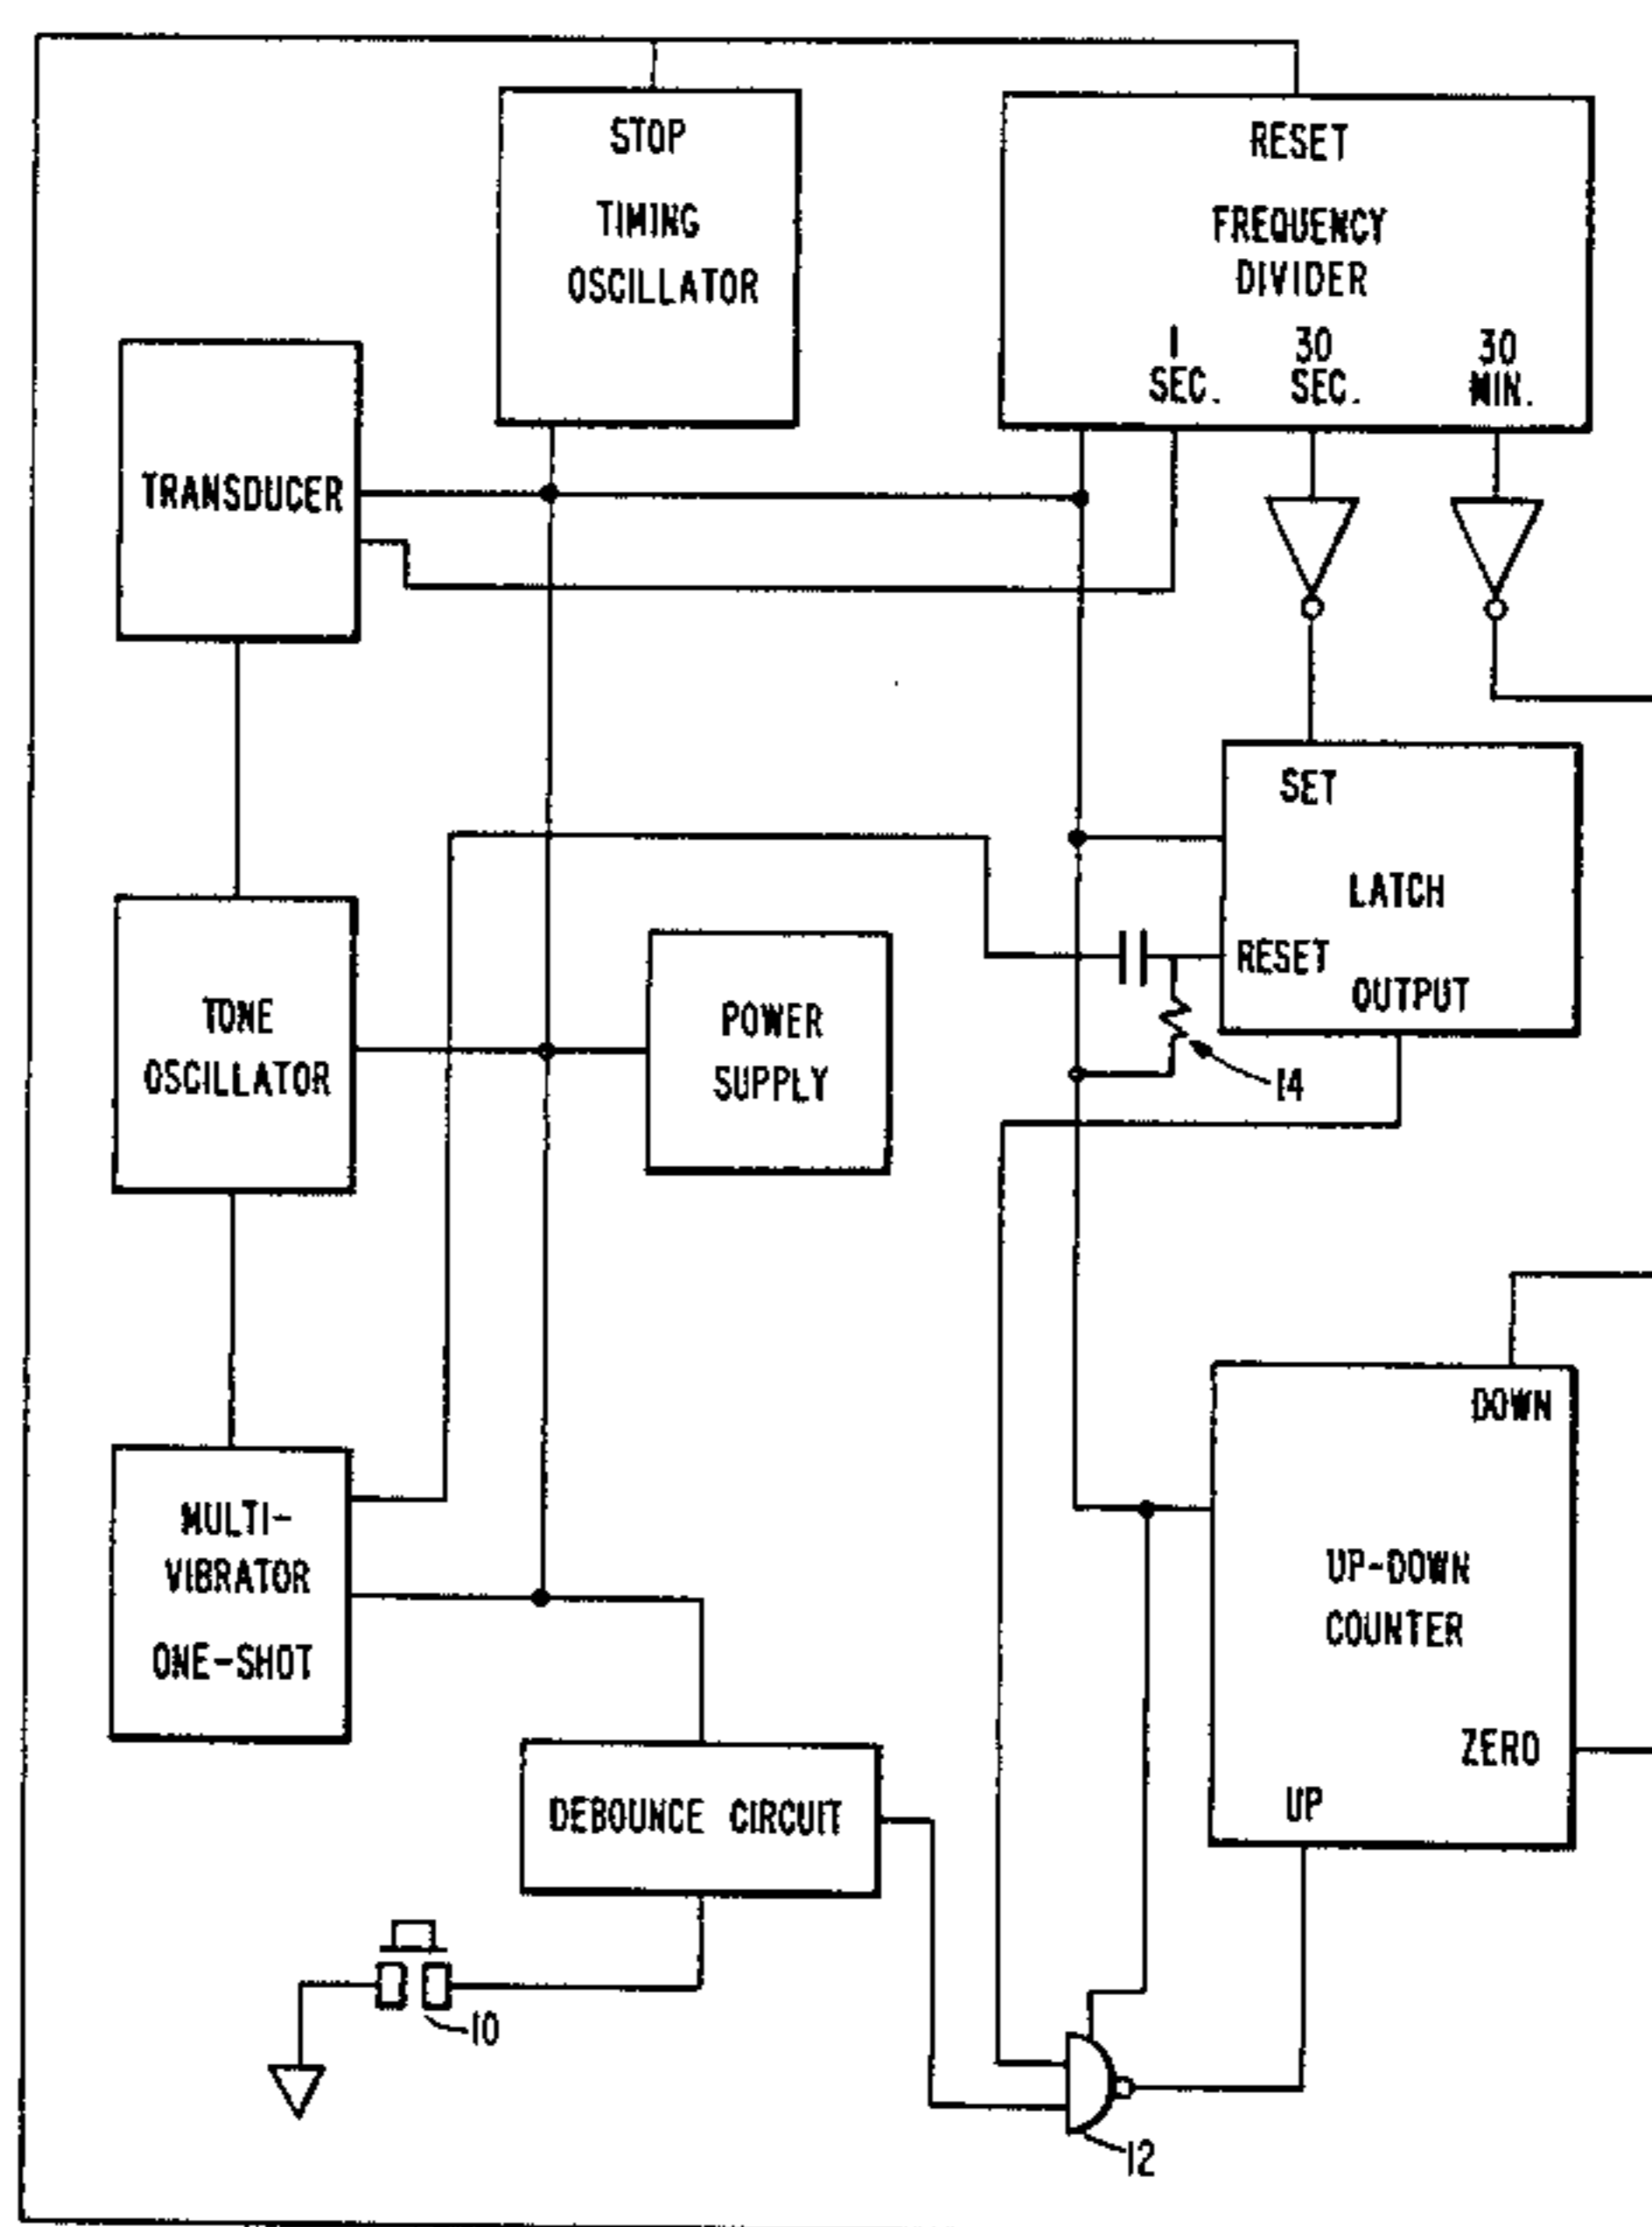 STOP
TIMING
OSCILLATOR
RESET
FREQUENCY
DIVIDER
1
SEC.
30
SEC.
30
MIN.
TRANSDUCER
SET
LATCH
RESET
OUTPUT
14
TONE
OSCILLATOR
POWER
SUPPLY
DOWN
UP-DOWN
COUNTER
ZERO
UP
MULTI-
VIBRATOR
ONE-SHOT
DEBOUNCE CIRCUIT
10
12